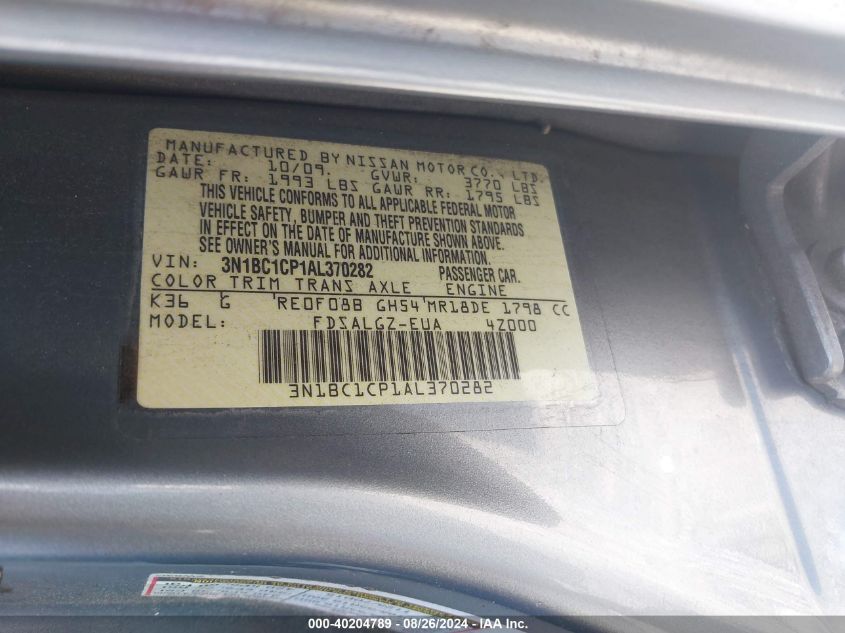 MANUFACTURED BY NISSAN MOTOR CO., LTD.
DATE: 10/09. GVWR: 3770 LBS
GAWR FR: 1993 LBS GAWR RR: 1795 LBS
THIS VEHICLE CONFORMS TO ALL APPLICABLE FEDERAL MOTOR
VEHICLE SAFETY, BUMPER AND THEFT PREVENTION STANDARDS
IN EFFECT ON THE DATE OF MANUFACTURE SHOWN ABOVE.
SEE OWNER'S MANUAL FOR ADDITIONAL INFORMATION.
VIN: 3N1BC1CP1AL370282 PASSENGER CAR.
COLOR TRIM TRANS AXLE ENGINE
K36 G RE0F08B GH54 MR18DE 1798 CC
MODEL FDSALGZ-EUA 4Z000
3N1BC1CP1AL370282
000-40204789 - 08/26/2024 - IAA Inc.